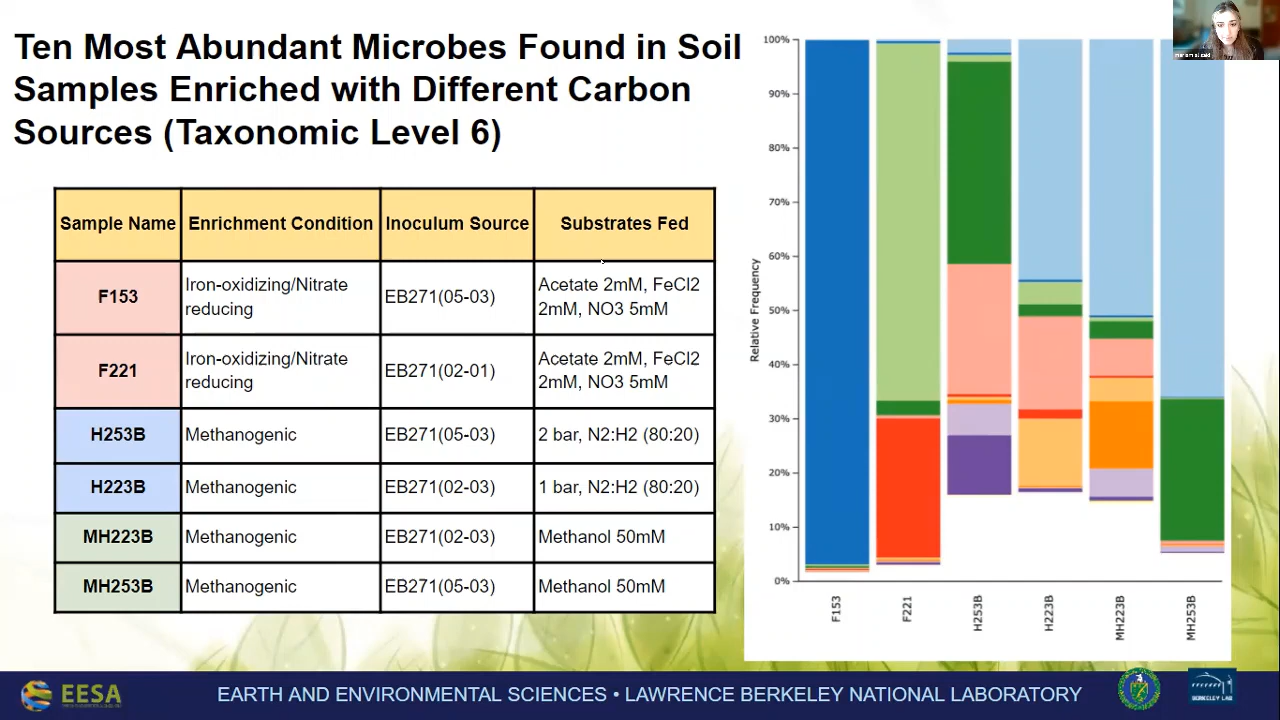 Ten Most Abundant Microbes Found in Soil
Samples Enriched with Different Carbon
Sources (Taxonomic Level 6)
Sample Name Enrichment Condition Inoculum Source Substrates Fed
F153 Iron-oxidizing/Nitrate reducing EB271(05-03) Acetate 2mM, FeCl2 2mM, NO3 5mM
F221 Iron-oxidizing/Nitrate reducing EB271(02-01) Acetate 2mM, FeCl2 2mM, NO3 5mM
H253B Methanogenic EB271(05-03) 2 bar, N2:H2 (80:20)
H223B Methanogenic EB271(02-03) 1 bar, N2:H2 (80:20)
MH223B Methanogenic EB271(02-03) Methanol 50mM
MH253B Methanogenic EB271(05-03) Methanol 50mM
Relative Frequency
100%
90%
80%
70%
60%
50%
40%
30%
20%
10%
0%
F153 F221 H253B H223B MH223B MH253B
EESA
EARTH AND ENVIRONMENTAL SCIENCES • LAWRENCE BERKELEY NATIONAL LABORATORY
BERKELEY LAB